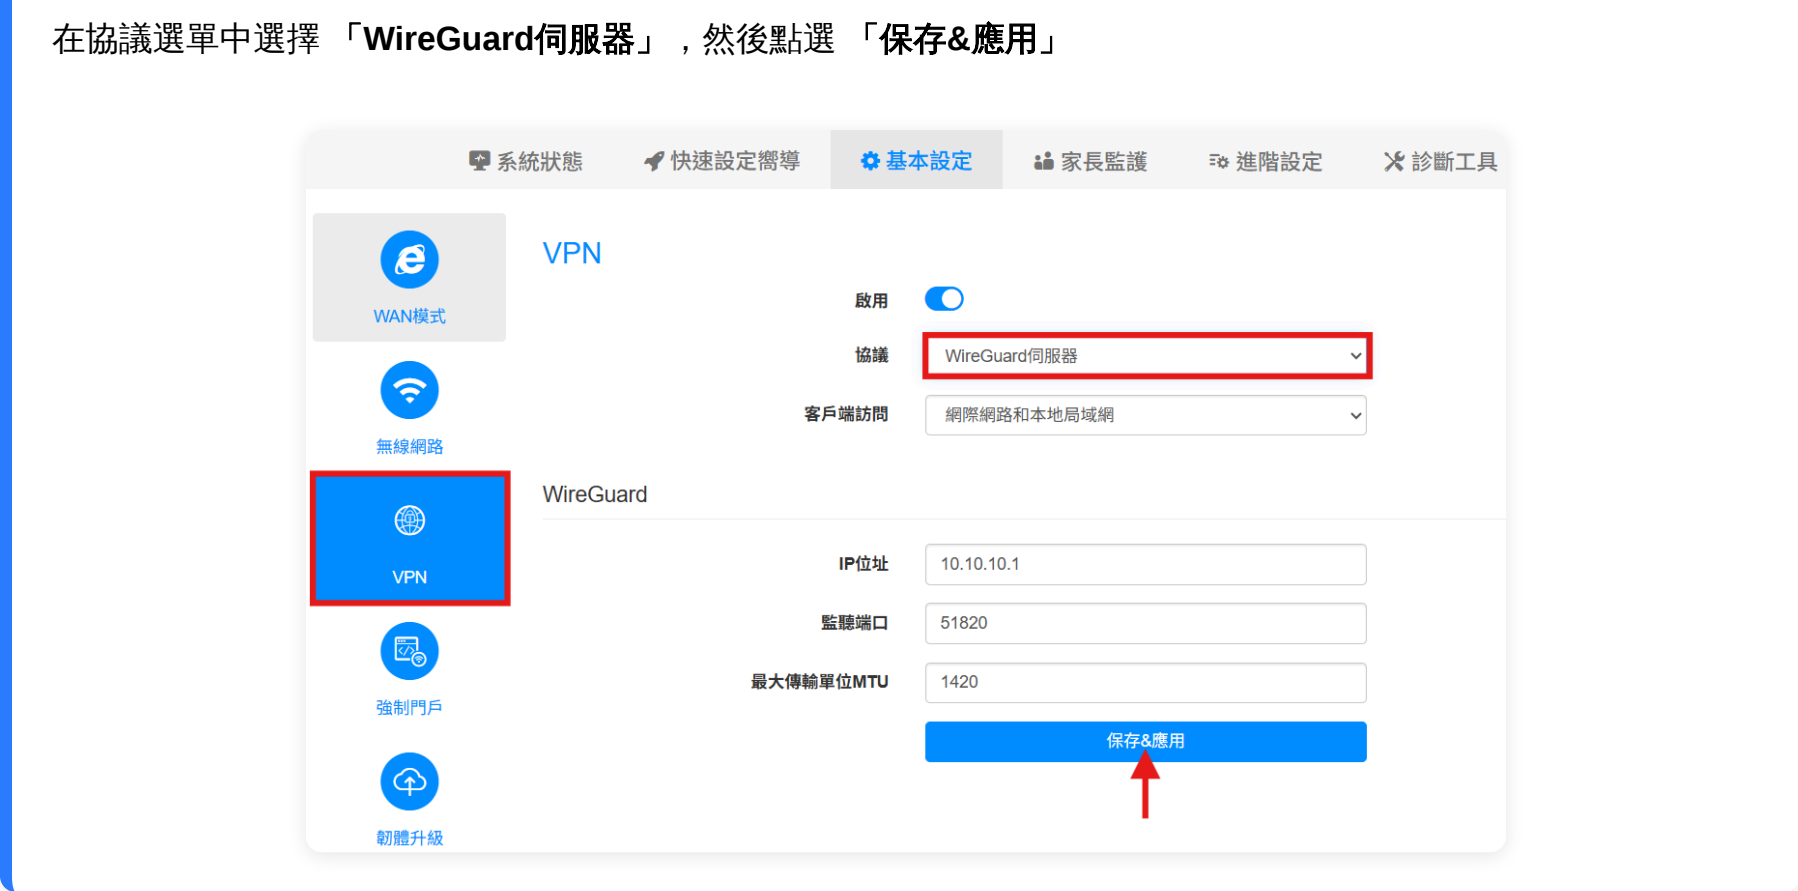 在協議選單中選擇 「WireGuard伺服器」，然後點選 「保存&應用」
系統狀態 快速設定嚮導 基本設定 家長監護 進階設定 診斷工具
WAN模式
無線網路
VPN
強制門戶
韌體升級
VPN
啟用
協議 WireGuard伺服器
客戶端訪問 網際網路和本地局域網
WireGuard
IP位址 10.10.10.1
監聽端口 51820
最大傳輸單位MTU 1420
保存&應用